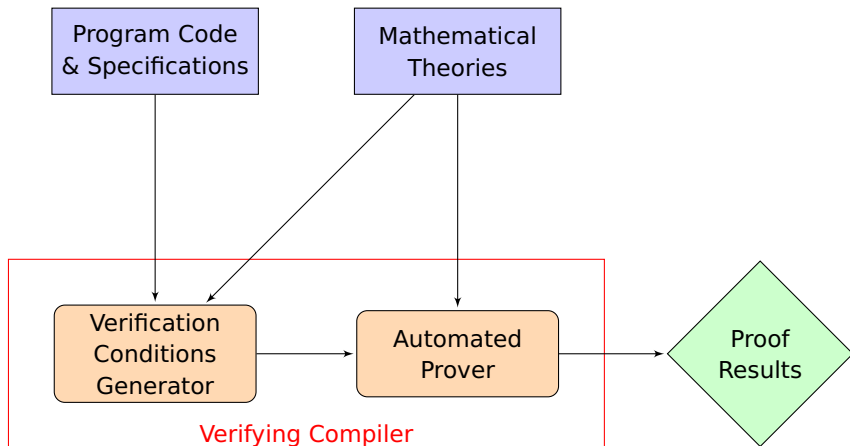 Program Code
& Specifications
Mathematical
Theories
Verification
Conditions
Generator
Automated
Prover
Proof
Results
Verifying Compiler